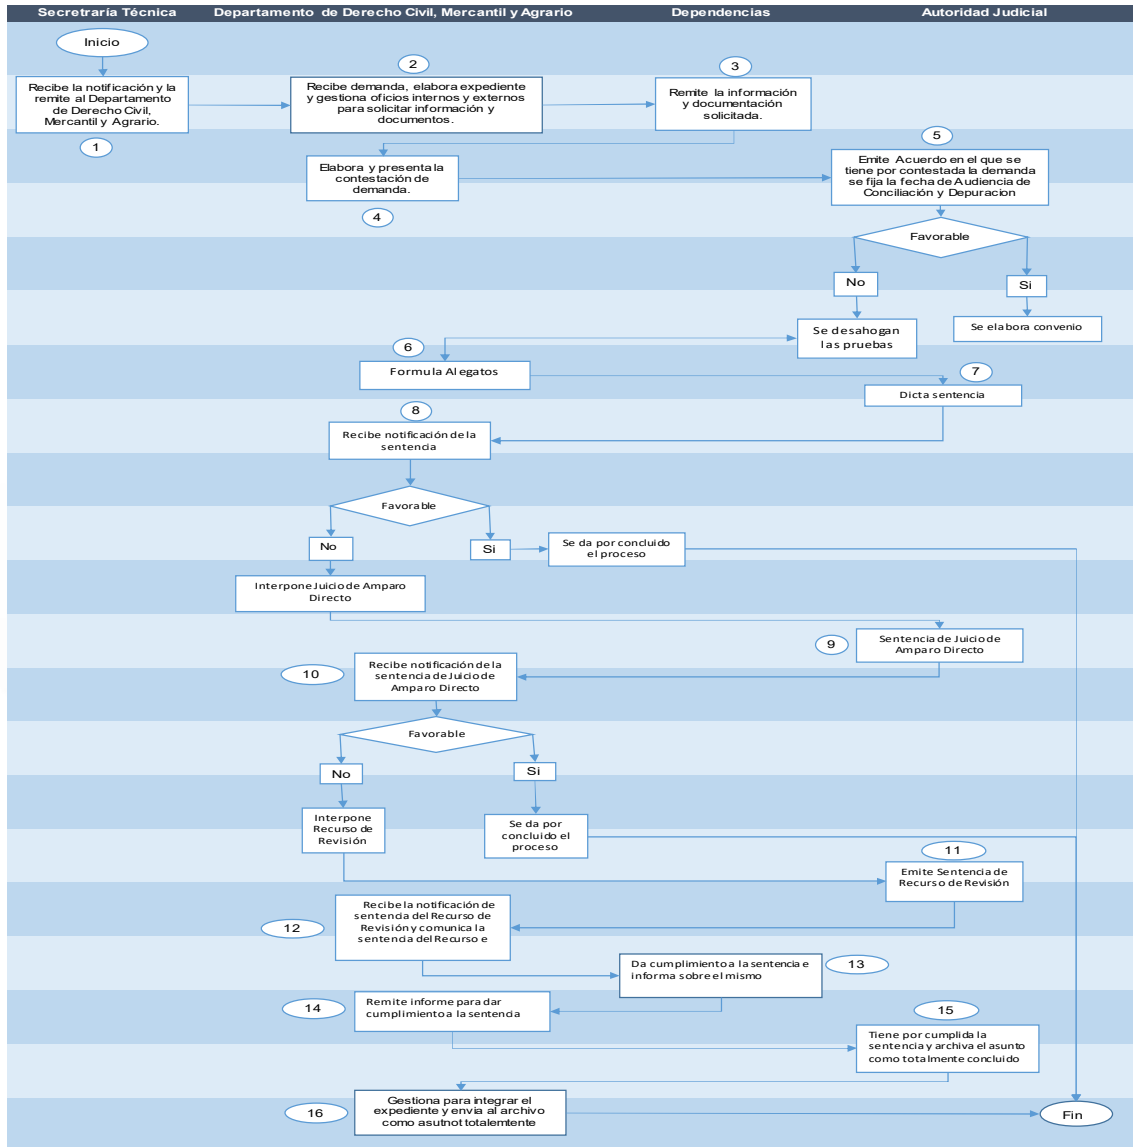 Secretraría Técnica
Departamento de Derecho Civil, Mercantil y Agrario
Dependencias
Autoridad Judicial
Inicio
Recibe la notificación y la
remite al Departamento
de Derecho Civil,
Mercantil y Agrario.
1
2
Recibe demanda, elabora expediente
y gestiona oficios internos y externos
para solicitar información y
documentos.
3
Remite la información
y documentación
solicitada.
Elabora y presenta la
contestación de
demanda.
4
5
Emite Acuerdo en el que se
tiene por contestada la demanda
se fija la fecha de Audiencia de
Conciliación y Depuracion
Favorable
No
Si
Se elabora convenio
Se desahogan
las pruebas
6
Formula Alegatos
7
Dicta sentencia
8
Recibe notificación de la
sentencia
Favorable
No
Si
Se da por concluido
el proceso
Interpone Juicio de Amparo
Directo
9
Sentencia de Juicio de
Amparo Directo
10
Recibe notificación de la
sentencia de Juicio de
Amparo Directo
Favorable
No
Si
Interpone
Recurso de
Revisión
Se da por
concluido el
proceso
11
Emite Sentencia de
Recurso de Revisión
12
Recibe la notificación de
sentencia del Recurso de
Revisión y comunica la
sentencia del Recurso e
Da cumplimiento a la sentencia e
informa sobre el mismo
13
14
Remite informe para dar
cumplimiento a la sentencia
15
Tiene por cumplida la
sentencia y archiva el asunto
como totalmente concluido
16
Gestiona para integrar el
expediente y envia al archivo
como asutnot totalemtente
Fin